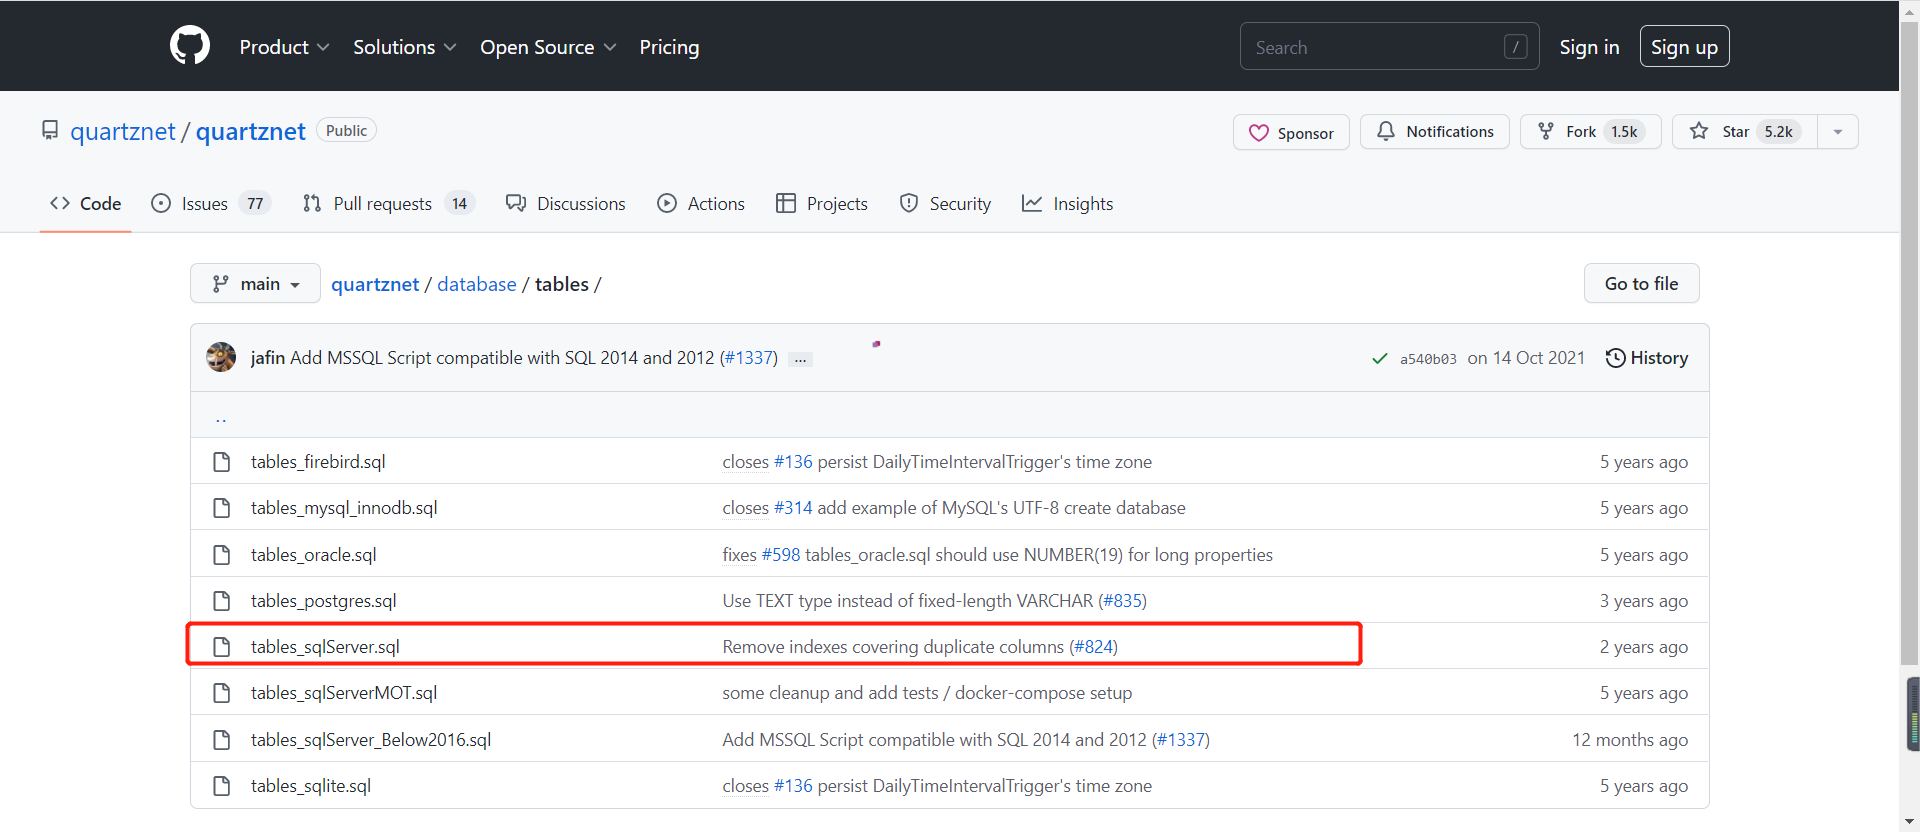 Product Solutions Open Source Pricing Search / Sign in Sign up
quartznet / quartznet Public Sponsor Notifications Fork 1.5k Star 5.2k
Code Issues 77 Pull requests 14 Discussions Actions Projects Security Insights
main quartznet / database / tables / Go to file
jafin Add MSSQL Script compatible with SQL 2014 and 2012 (#1337) ... a540b03 on 14 Oct 2021 History
..
tables_firebird.sql closes #136 persist DailyTimeIntervalTrigger's time zone 5 years ago
tables_mysql_innodb.sql closes #314 add example of MySQL's UTF-8 create database 5 years ago
tables_oracle.sql fixes #598 tables_oracle.sql should use NUMBER(19) for long properties 5 years ago
tables_postgres.sql Use TEXT type instead of fixed-length VARCHAR (#835) 3 years ago
tables_sqlServer.sql Remove indexes covering duplicate columns (#824) 2 years ago
tables_sqlServerMOT.sql some cleanup and add tests / docker-compose setup 5 years ago
tables_sqlServer_Below2016.sql Add MSSQL Script compatible with SQL 2014 and 2012 (#1337) 12 months ago
tables_sqlite.sql closes #136 persist DailyTimeIntervalTrigger's time zone 5 years ago